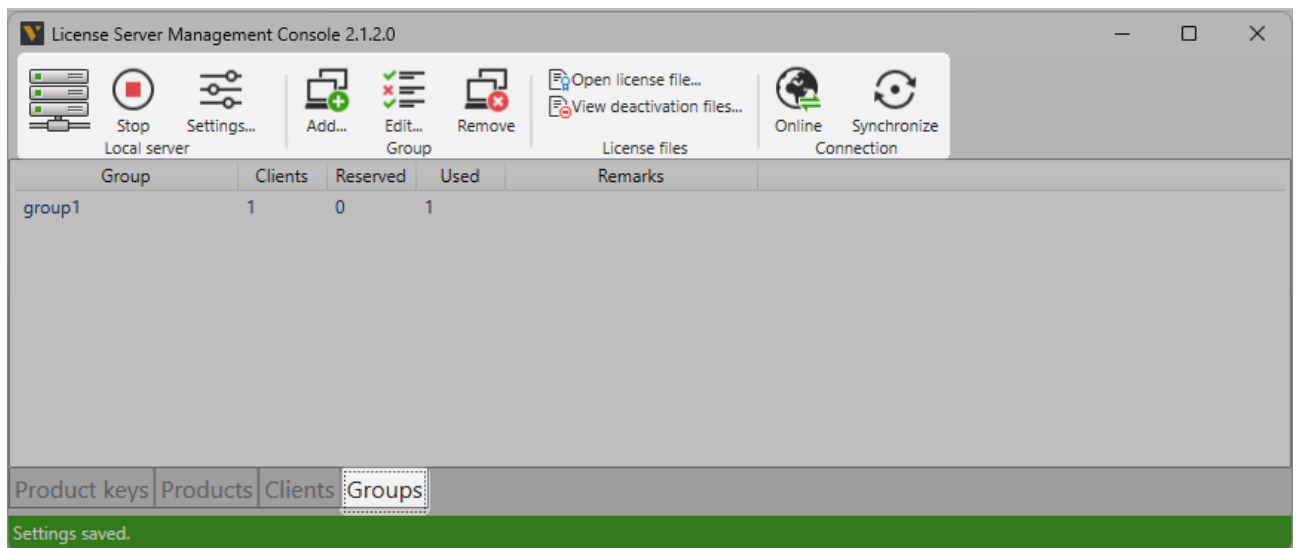 License Server Management Console 2.1.2.0
Open license file...
View deactivation files...
Stop Settings... Add... Edit... Remove Online Synchronize
Local server Group License files Connection
Group Clients Reserved Used Remarks
group1 1 0 1
Product keys Products Clients Groups
Settings saved.